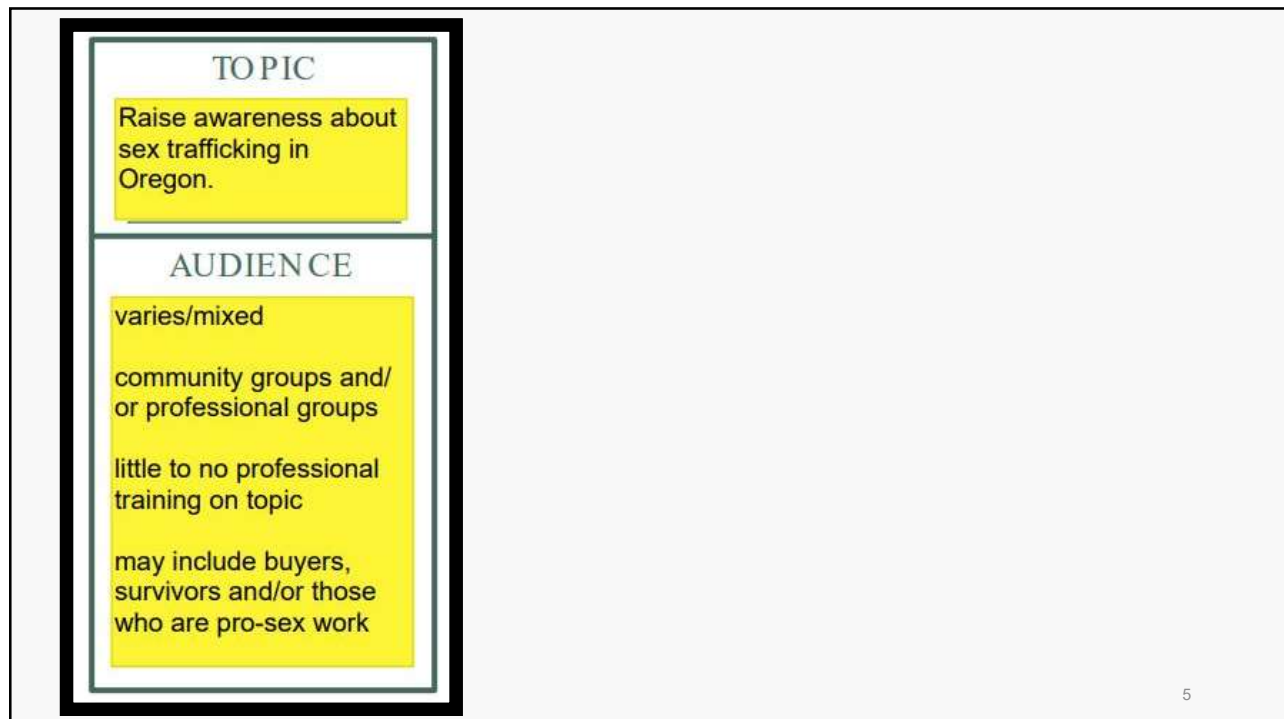 TOPIC
Raise awareness about
sex trafficking in
Oregon.
AUDIENCE
varies/mixed
community groups and/
or professional groups
little to no professional
training on topic
may include buyers,
survivors and/or those
who are pro-sex work
5